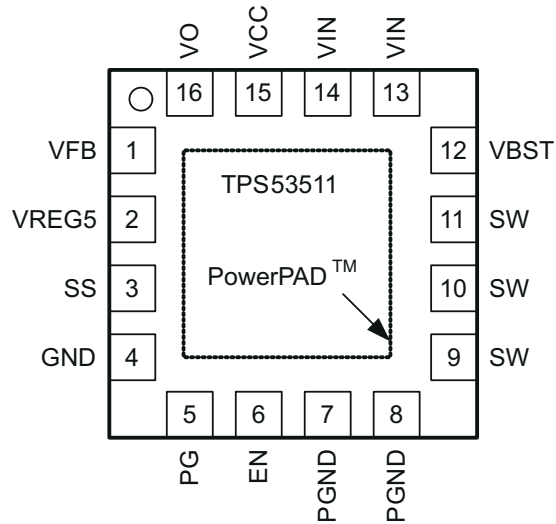 VO
VCC
VIN
VIN
16
15
14
13
VFB
1
12
VBST
TPS53511
VREG5
2
11
SW
SS
3
PowerPAD™
10
SW
GND
4
9
SW
5
6
7
8
PG
EN
PGND
PGND